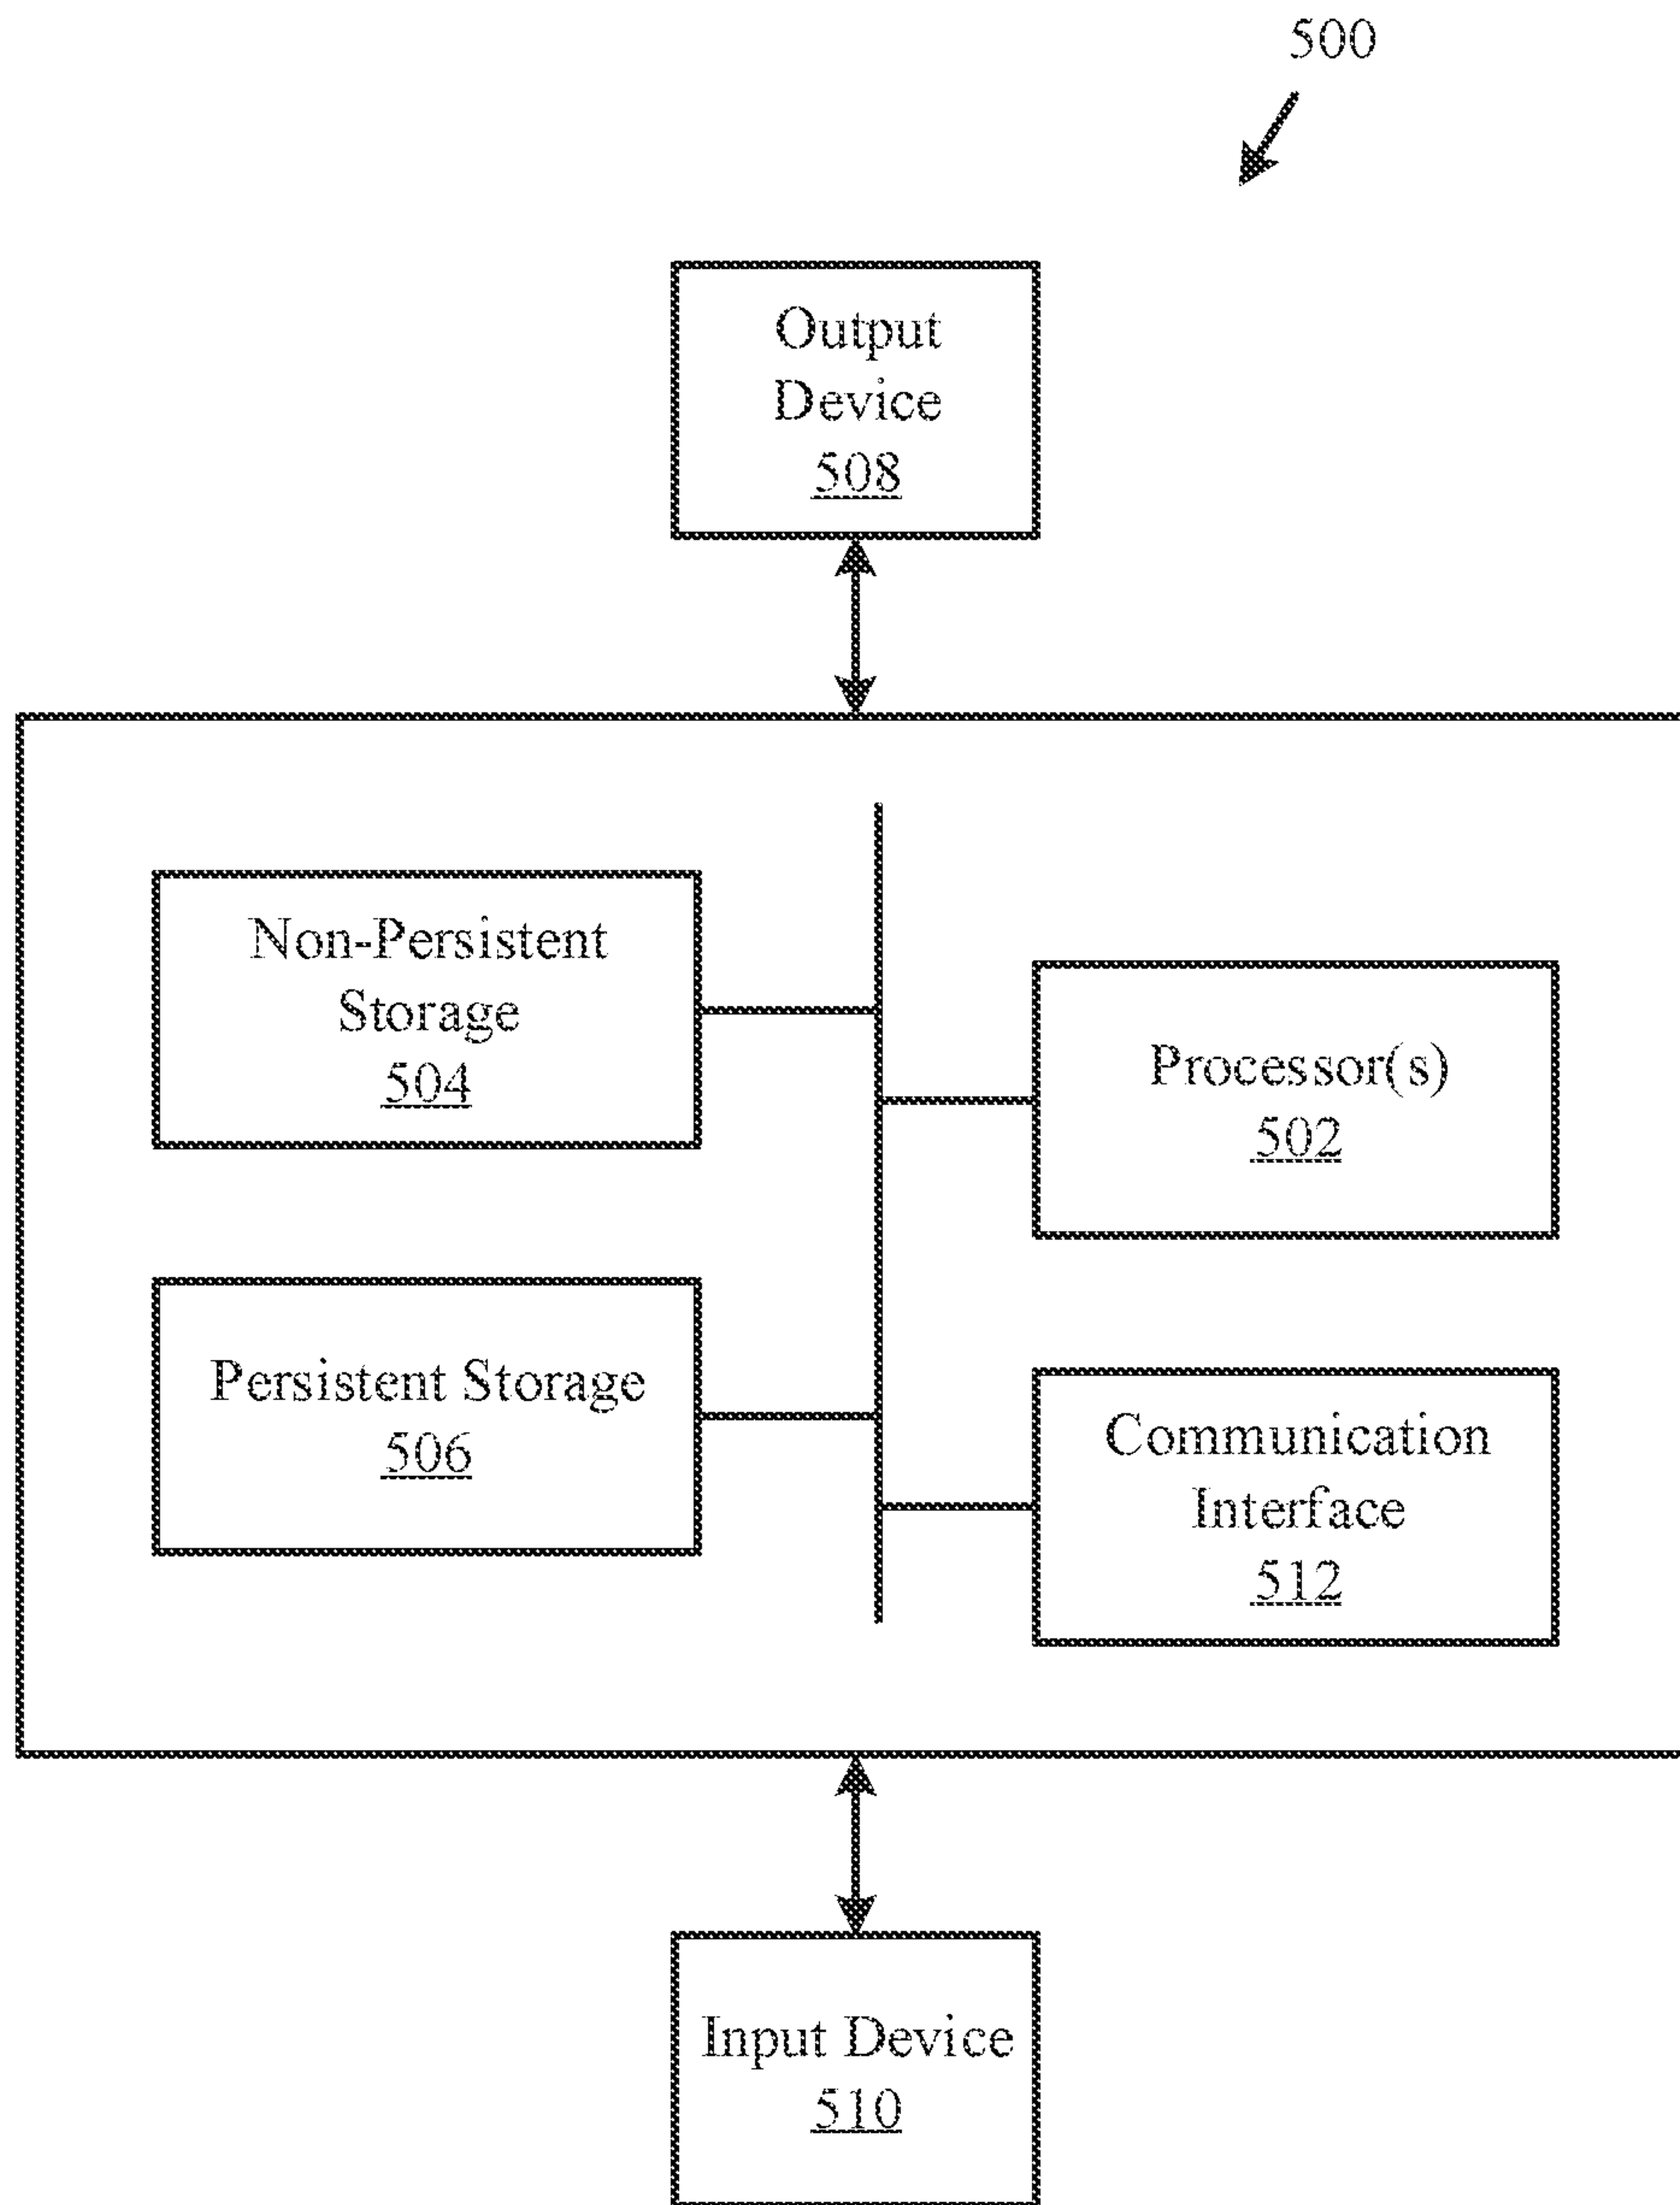 500
Output
Device
508
Non-Persistent
Storage
504
Processor(s)
502
Persistent Storage
506
Communication
Interface
512
Input Device
510